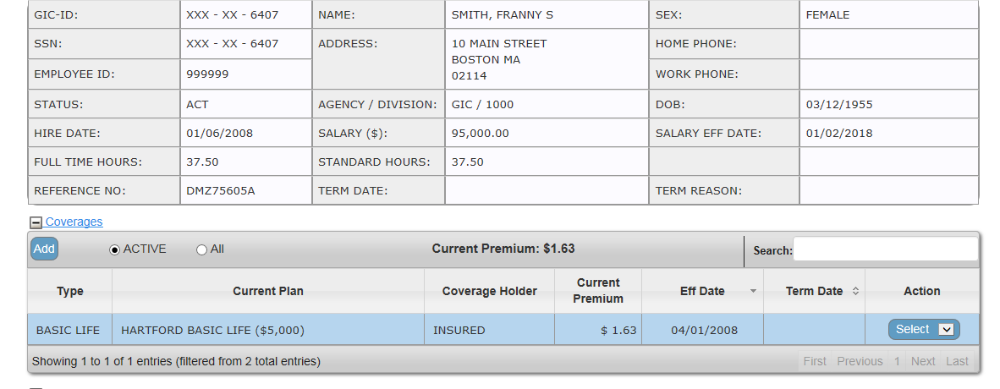 GIC-ID: XXX - XX - 6407 NAME: SMITH, FRANNY S SEX: FEMALE
SSN: XXX - XX - 6407 ADDRESS: 10 MAIN STREET HOME PHONE:
BOSTON MA
EMPLOYEE ID: 999999 02114 WORK PHONE:
STATUS: ACT AGENCY / DIVISION: GIC / 1000 DOB: 03/12/1955
HIRE DATE: 01/06/2008 SALARY ($): 95,000.00 SALARY EFF DATE: 01/02/2018
FULL TIME HOURS: 37.50 STANDARD HOURS: 37.50
REFERENCE NO: DMZ75605A TERM DATE: TERM REASON:
Coverages
Add ACTIVE All Current Premium: $1.63 Search:
Type Current Plan Coverage Holder Current Premium Eff Date Term Date Action
BASIC LIFE HARTFORD BASIC LIFE ($5,000) INSURED $ 1.63 04/01/2008 Select
Showing 1 to 1 of 1 entries (filtered from 2 total entries) First Previous 1 Next Last